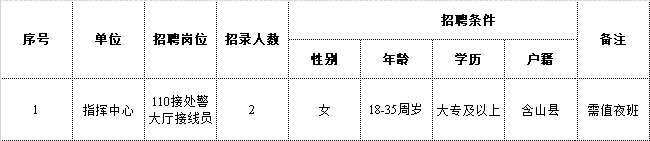 序号 单位 招聘岗位 招录人数 招聘条件 备注
性别 年龄 学历 户籍
1 指挥中心 110接处警大厅接线员 2 女 18-35周岁 大专及以上 含山县 需值夜班